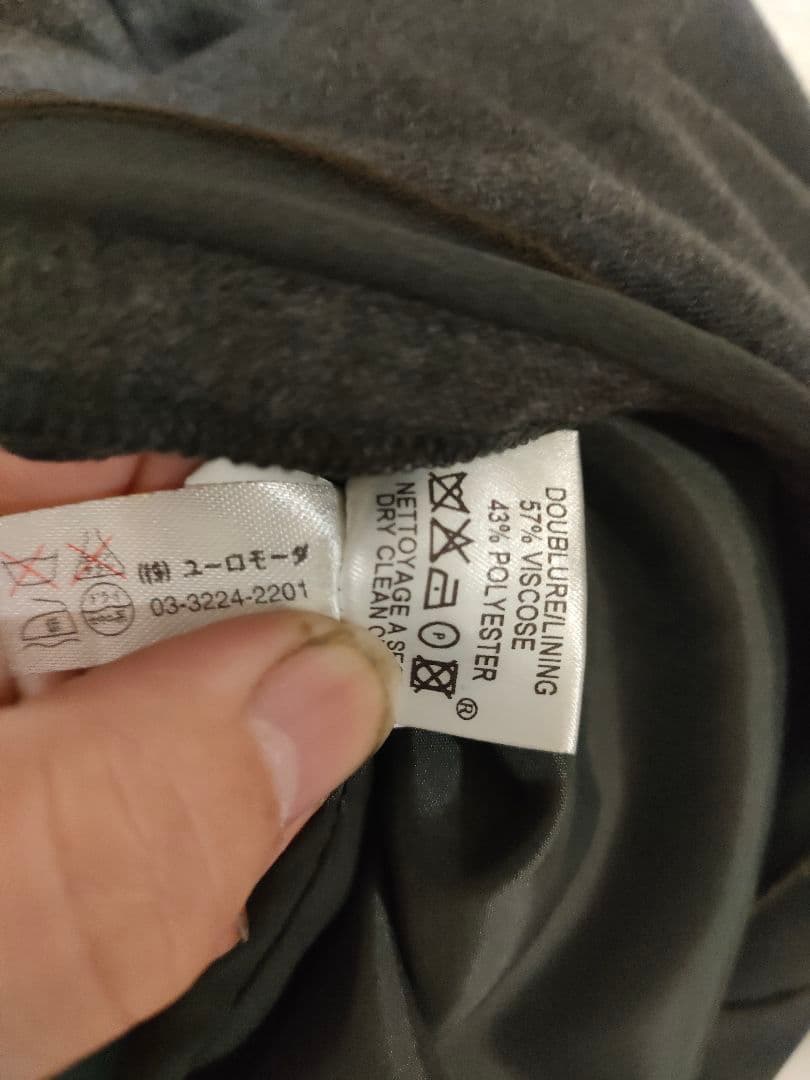 DOUBLURE/LINING
57% VISCOSE
43% POLYESTER
®
P
NETTOYAGE A
DRY CLEAN
(株) ユーロモーダ
03-3224-2201